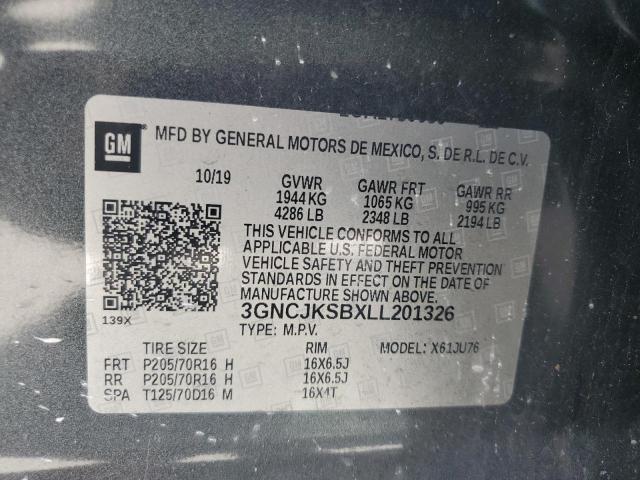 GM
MFD BY GENERAL MOTORS DE MEXICO, S. DE R.L. DE C.V.
10/19 GVWR GAWR FRT GAWR RR
1944 KG 1065 KG 995 KG
4286 LB 2348 LB 2194 LB
THIS VEHICLE CONFORMS TO ALL
APPLICABLE U.S. FEDERAL MOTOR
VEHICLE SAFETY AND THEFT PREVENTION
STANDARDS IN EFFECT ON THE DATE OF
MANUFACTURE SHOWN ABOVE.
3GNCJKSBXLL201326
139X
TYPE: M.P.V.
TIRE SIZE RIM MODEL: X61JU76
FRT P205/70R16 H 16X6.5J
RR P205/70R16 H 16X6.5J
SPA T125/70D16 M 16X4T